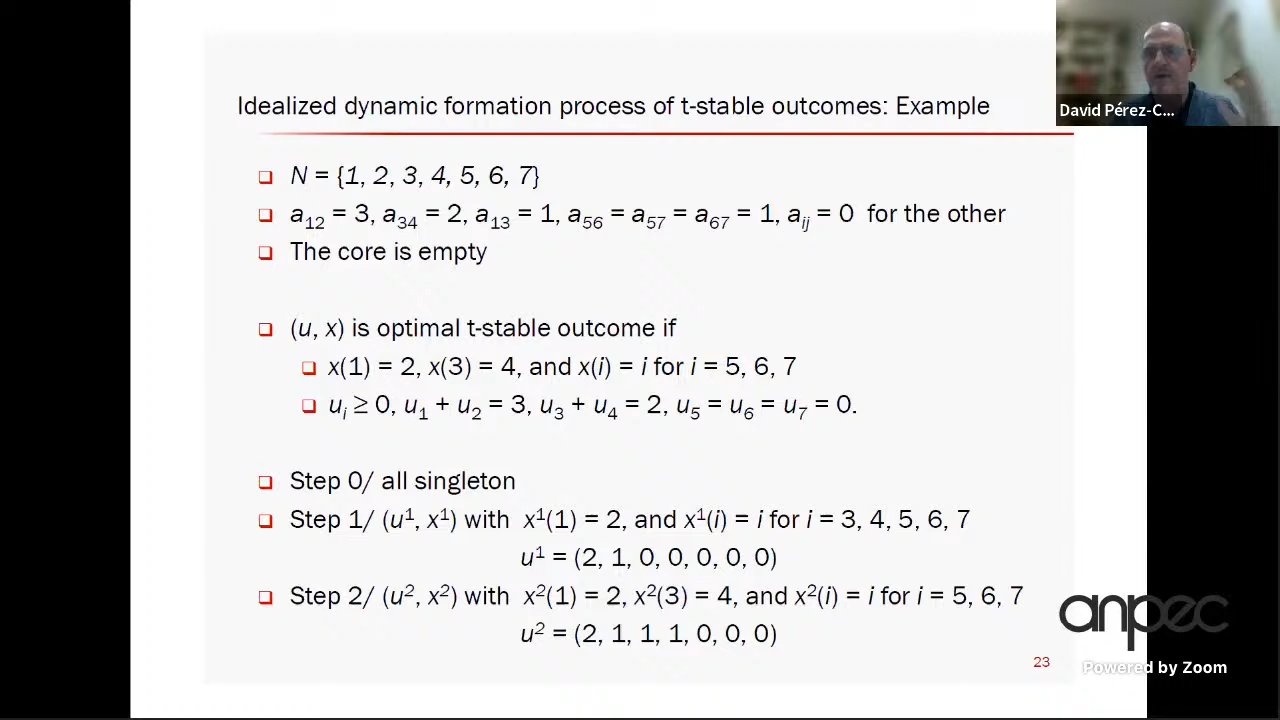 Idealized dynamic formation process of t-stable outcomes: Example
David Pérez-C...
N = {1, 2, 3, 4, 5, 6, 7}
a₁₂ = 3, a₃₄ = 2, a₁₃ = 1, a₅₆ = a₅₇ = a₆₇ = 1, aᵢⱼ = 0 for the other
The core is empty
(u, x) is optimal t-stable outcome if
x(1) = 2, x(3) = 4, and x(i) = i for i = 5, 6, 7
uᵢ ≥ 0, u₁ + u₂ = 3, u₃ + u₄ = 2, u₅ = u₆ = u₇ = 0.
Step 0/ all singleton
Step 1/ (u¹, x¹) with x¹(1) = 2, and x¹(i) = i for i = 3, 4, 5, 6, 7
u¹ = (2, 1, 0, 0, 0, 0, 0)
Step 2/ (u², x²) with x²(1) = 2, x²(3) = 4, and x²(i) = i for i = 5, 6, 7
u² = (2, 1, 1, 1, 0, 0, 0)
23
anpec
Powered by Zoom